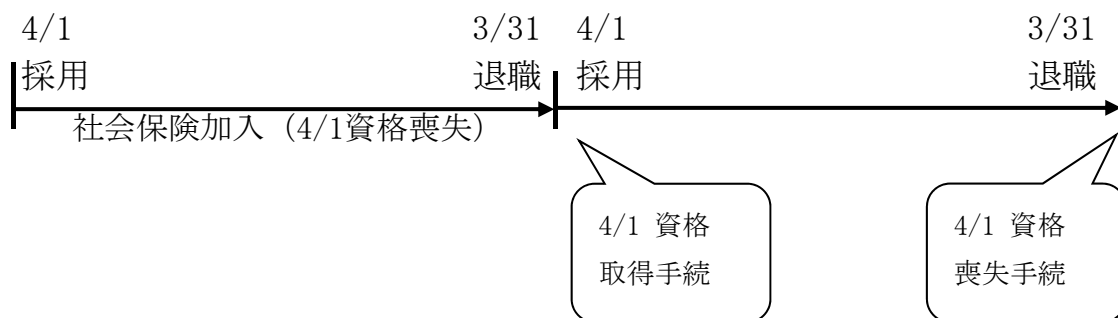 4/1 3/31 4/1 3/31
採用 退職 採用 退職
社会保険加入（4/1資格喪失）
4/1 資格
取得手続
4/1 資格
喪失手続